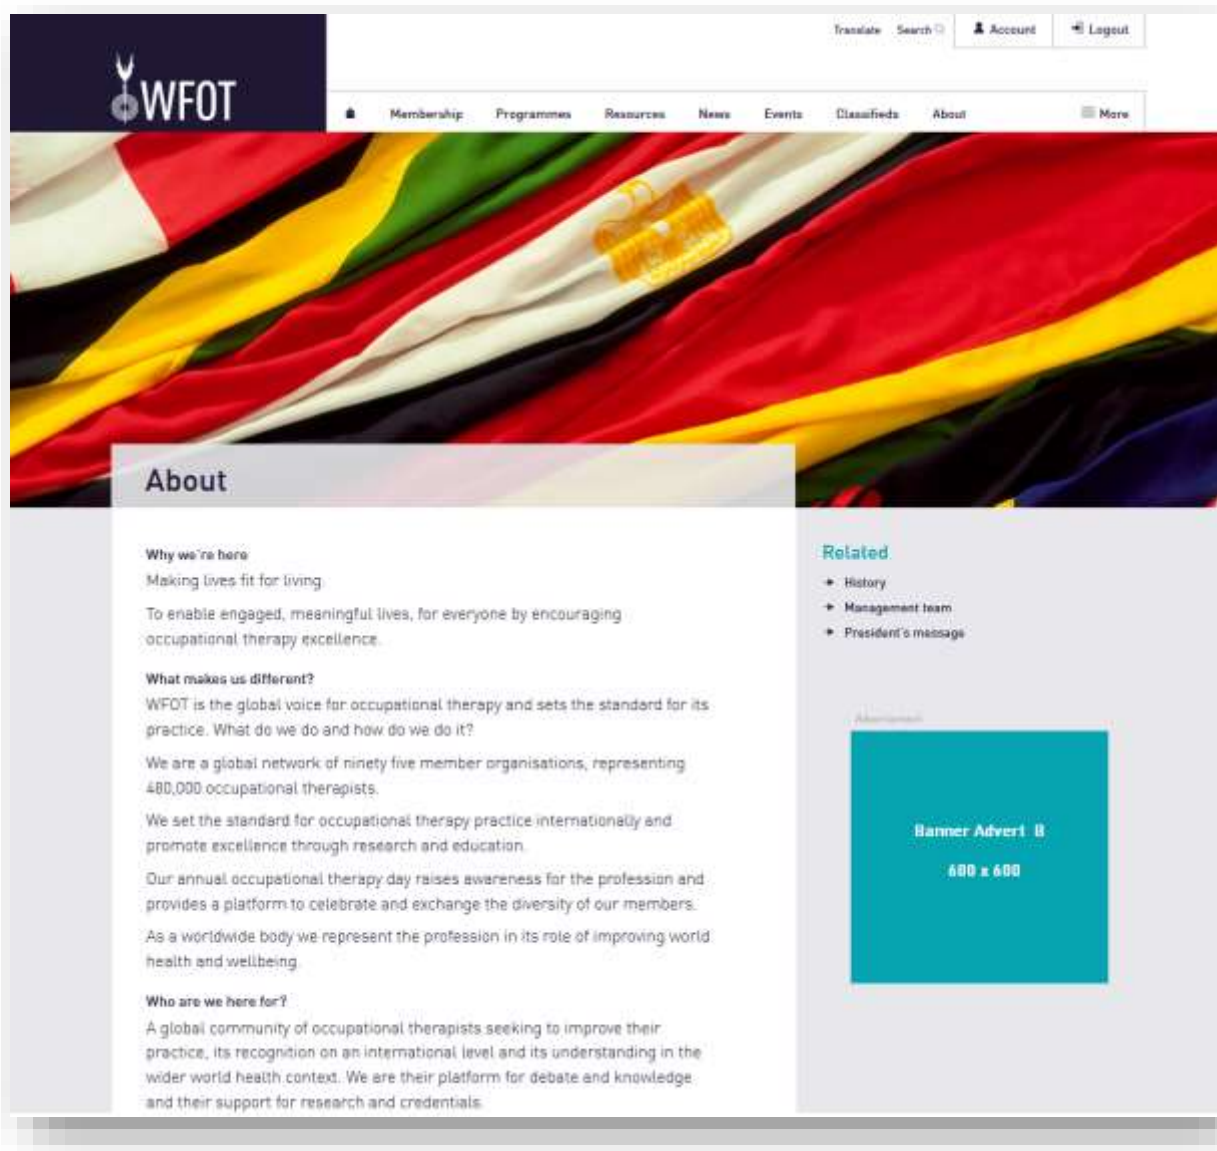 Translate Search Account Logout
WFOT
Membership Programmes Resources News Events Classifieds About More
About
Why we're here
Making lives fit for living.
To enable engaged, meaningful lives, for everyone by encouraging
occupational therapy excellence.
What makes us different?
WFOT is the global voice for occupational therapy and sets the standard for its
practice. What do we do and how do we do it?
We are a global network of ninety five member organisations, representing
480,000 occupational therapists.
We set the standard for occupational therapy practice internationally and
promote excellence through research and education.
Our annual occupational therapy day raises awareness for the profession and
provides a platform to celebrate and exchange the diversity of our members.
As a worldwide body we represent the profession in its role of improving world
health and wellbeing.
Who are we here for?
A global community of occupational therapists seeking to improve their
practice, its recognition on an international level and its understanding in the
wider world health context. We are their platform for debate and knowledge
and their support for research and credentials.
Related
History
Management team
President's message
Advertisement
Banner Advert B
600 x 600